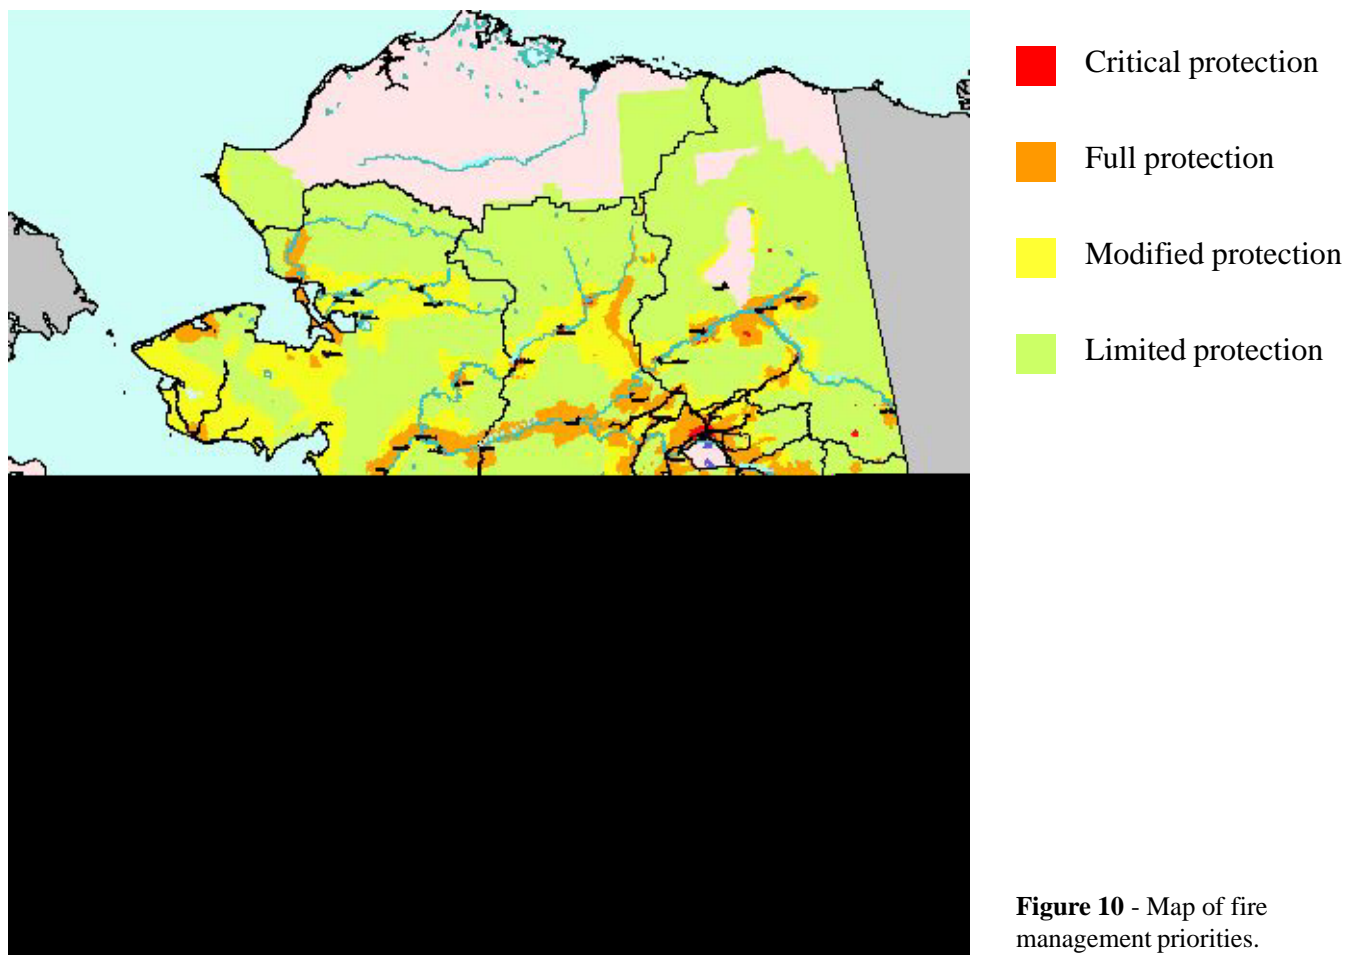 Critical protection
Full protection
Modified protection
Limited protection
Figure 10 - Map of fire
management priorities.